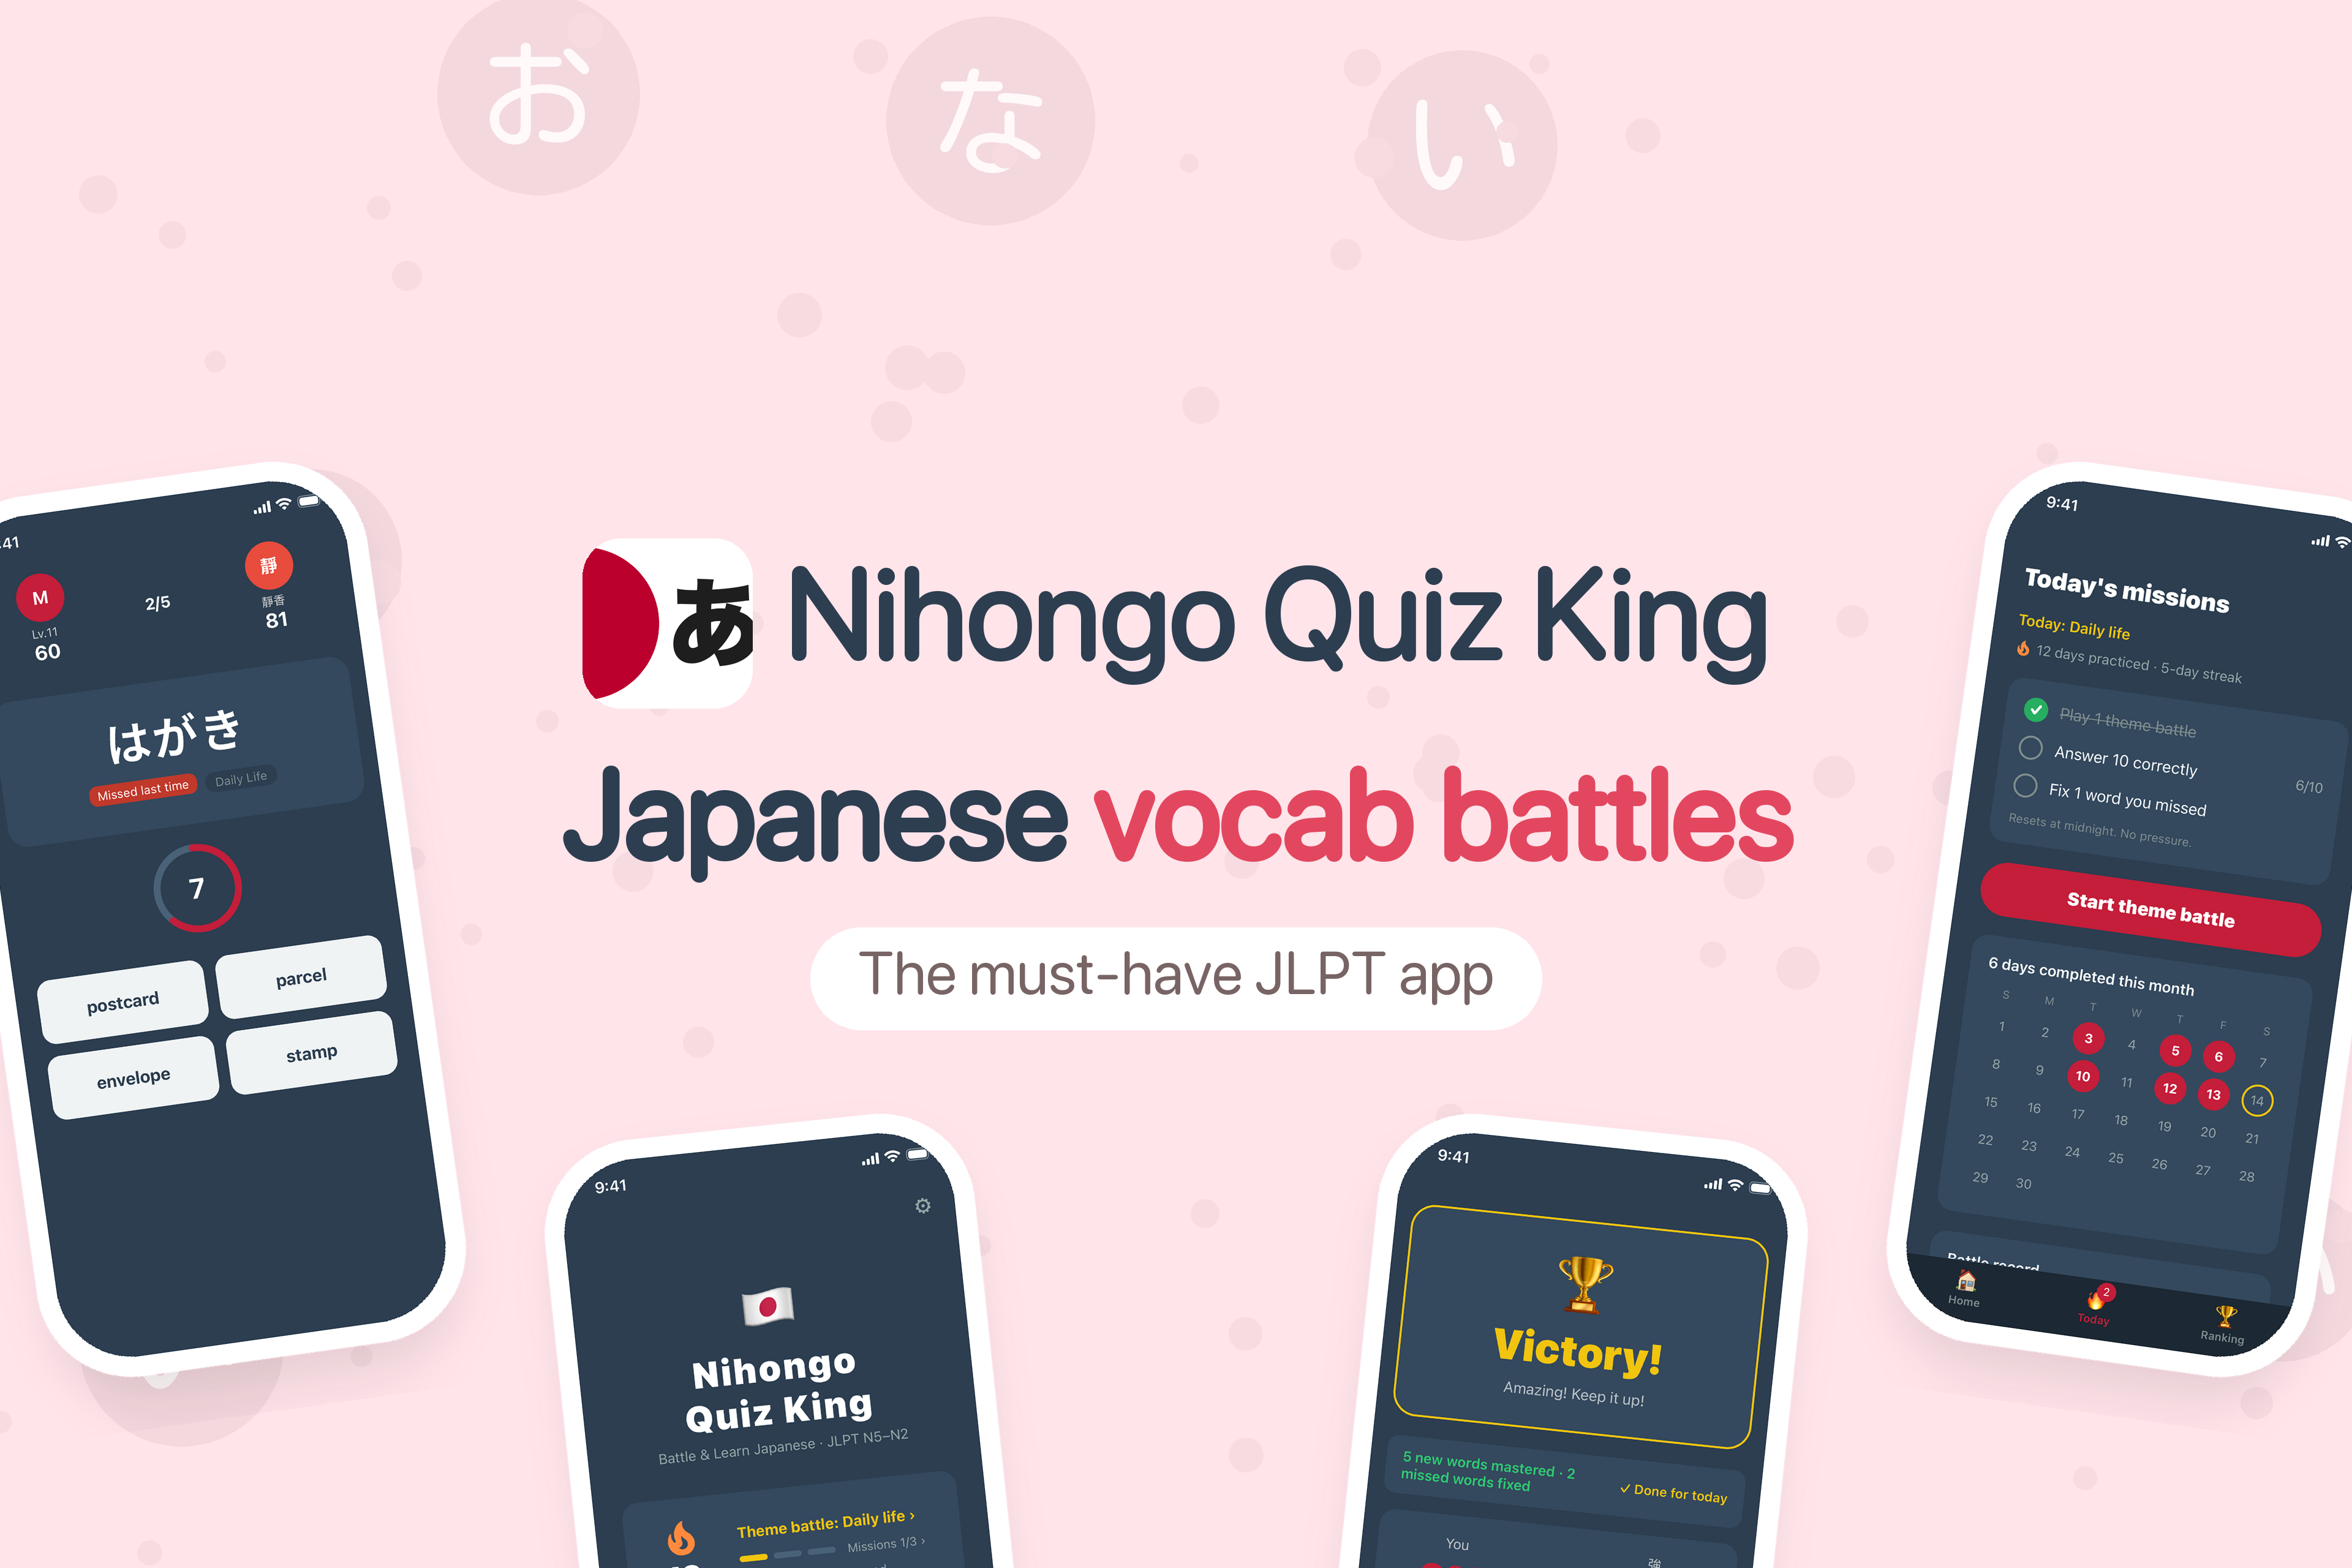 お
な
い
あ Nihongo Quiz King
Japanese vocab battles
The must-have JLPT app
:41
M
Lv.11
60
2/5
靜
靜香
81
はがき
Missed last time
Daily Life
7
postcard
parcel
envelope
stamp
9:41
Nihongo
Quiz King
Battle & Learn Japanese · JLPT N5–N2
Theme battle: Daily life ›
Missions 1/3 ›
9:41
Victory!
Amazing! Keep it up!
5 new words mastered · 2
missed words fixed
✓ Done for today
You
強
9:41
Today's missions
Today: Daily life
12 days practiced · 5-day streak
Play 1 theme battle
Answer 10 correctly
6/10
Fix 1 word you missed
Resets at midnight. No pressure.
Start theme battle
6 days completed this month
S M T W T F S
1 2 3 4 5 6 7
8 9 10 11 12 13 14
15 16 17 18 19 20 21
22 23 24 25 26 27 28
29 30
Battle record
Home
2
Today
Ranking